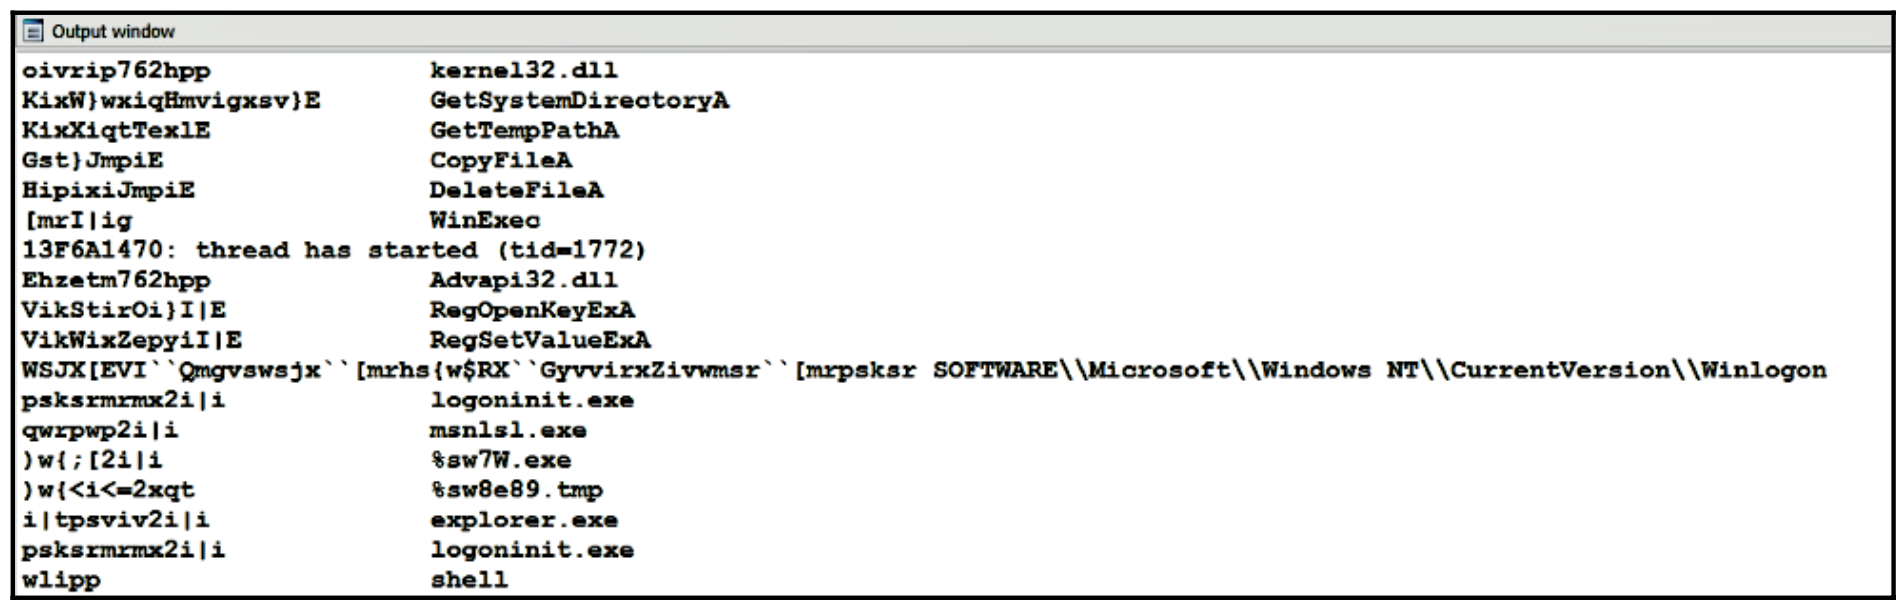 Output window
oivrip762hpp kernel32.dll
KixW}wxiqHmvigxsv}E GetSystemDirectoryA
KixXiqtTexlE GetTempPathA
Gst}JmpiE CopyFileA
HipixiJmpiE DeleteFileA
[mrI|ig WinExec
13F6A1470: thread has started (tid=1772)
Ehzetm762hpp Advapi32.dll
VikStirOi}I|E RegOpenKeyExA
VikWixZepyiI|E RegSetValueExA
WSJX[EVI``Qmgvswsjx``[mrhs{w$RX``GyvvirxZivwmsr``[mrpsksr SOFTWARE\\Microsoft\\Windows NT\\CurrentVersion\\Winlogon
psksrmrmx2i|i logoninit.exe
qwrpwp2i|i msnlsl.exe
)w{;[2i|i %sw7W.exe
)w{<i<=2xqt %sw8e89.tmp
i|tpsviv2i|i explorer.exe
psksrmrmx2i|i logoninit.exe
wlipp shell